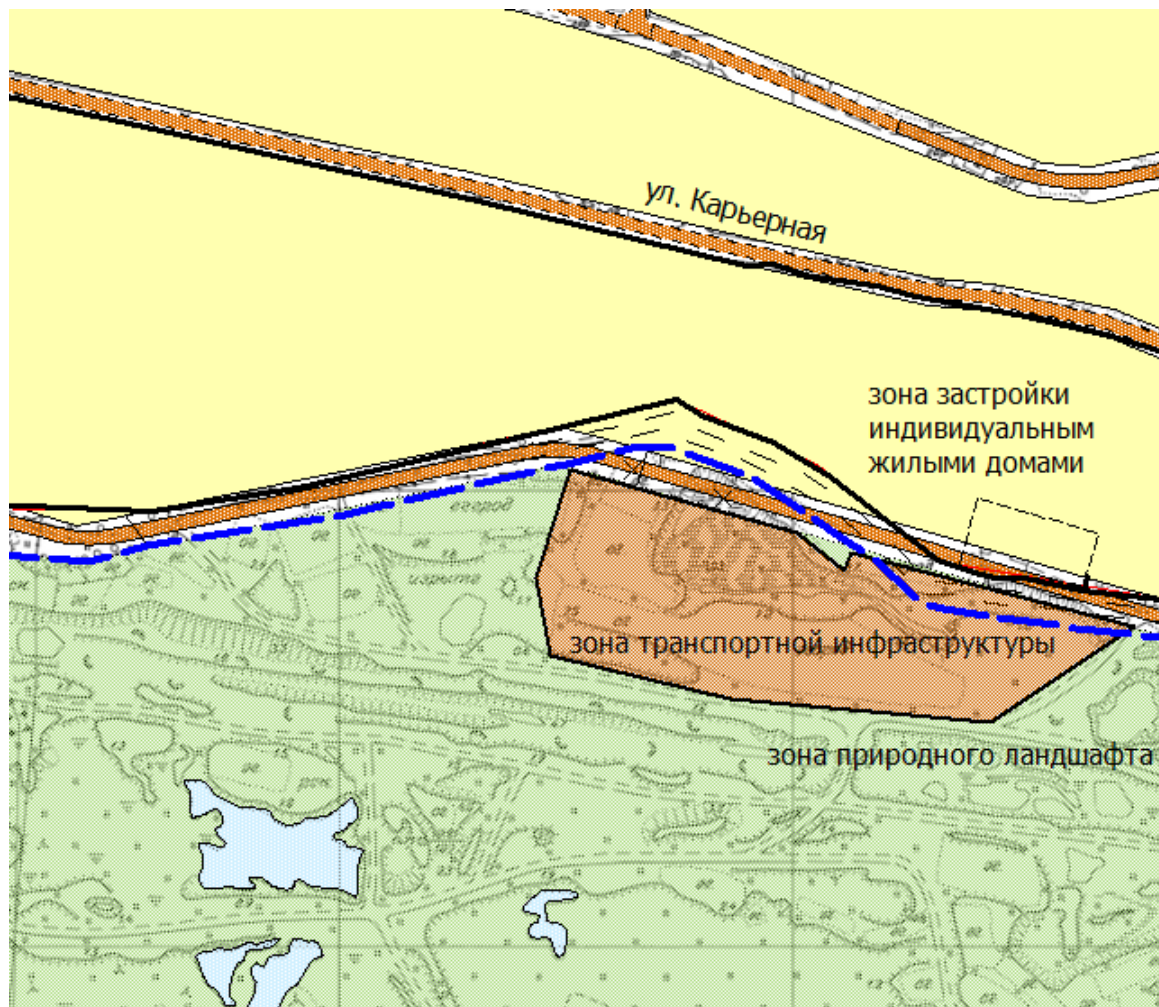 ул. Карьерная
зона застройки
индивидуальным
жилыми домами
зона транспортной инфраструктуры
зона природного ландшафта